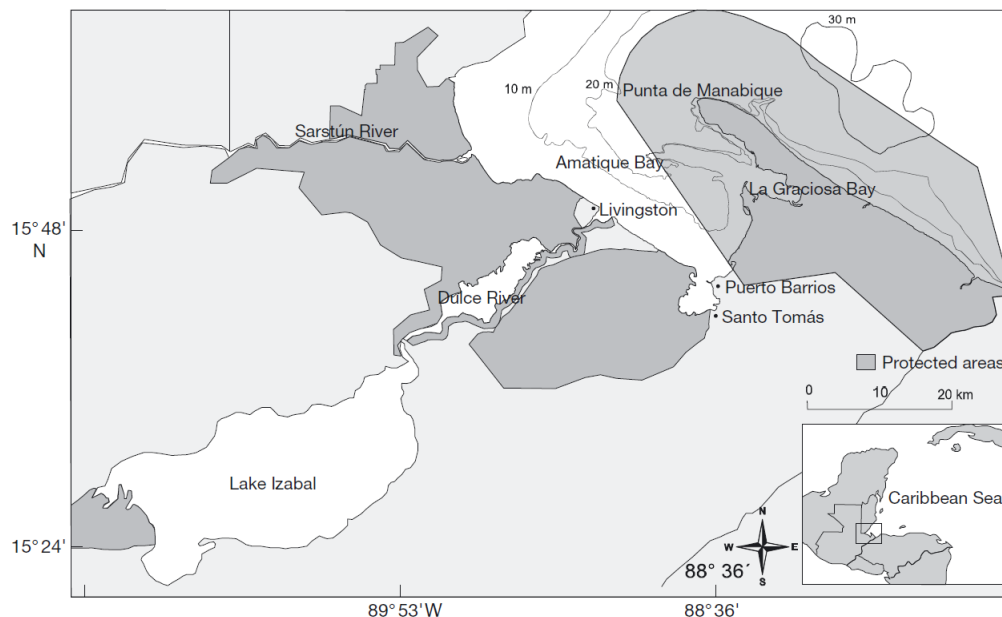 30 m
10 m
20 m
Punta de Manabique
Sarstún River
Amatique Bay
La Graciosa Bay
Livingston
15°48'
N
Dulce River
Puerto Barrios
Santo Tomás
Protected areas
0 10 20 km
Lake Izabal
Caribbean Sea
N
W E
S
15°24'
88° 36´
89°53'W
88°36'